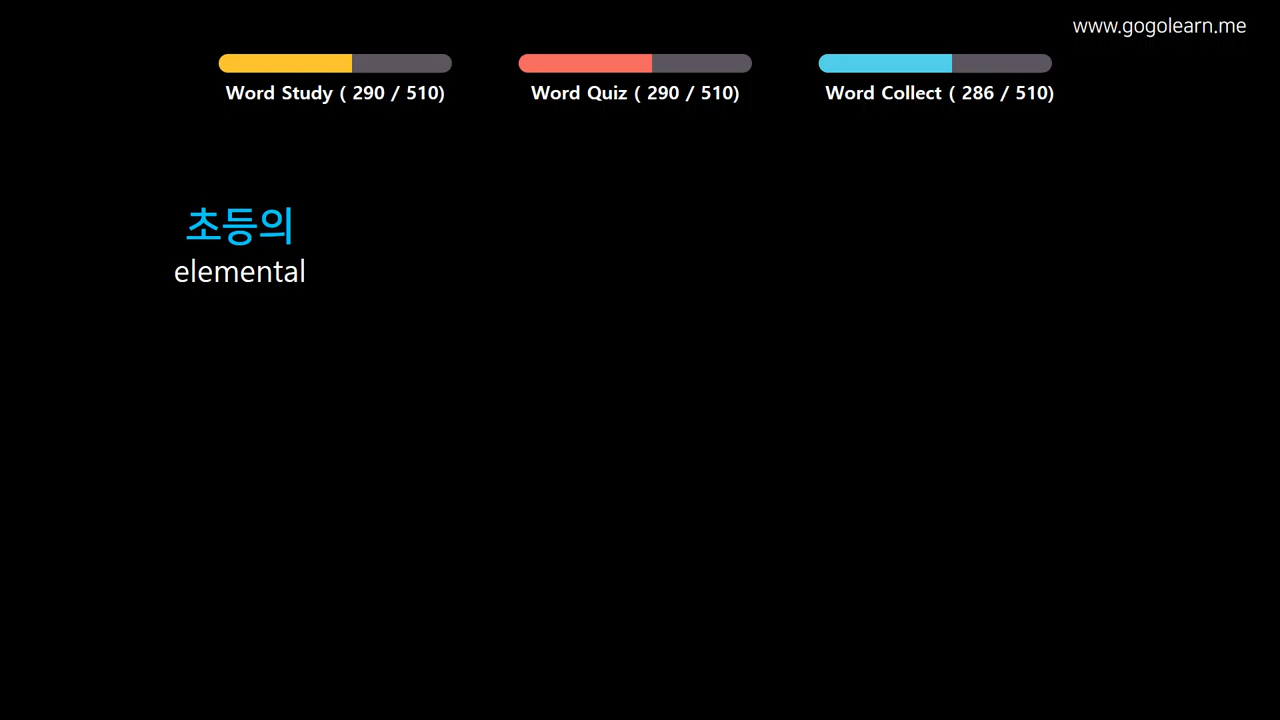 www.gogolearn.me
Word Study ( 290 / 510)
Word Quiz ( 290 / 510)
Word Collect ( 286 / 510)
초등의
elemental